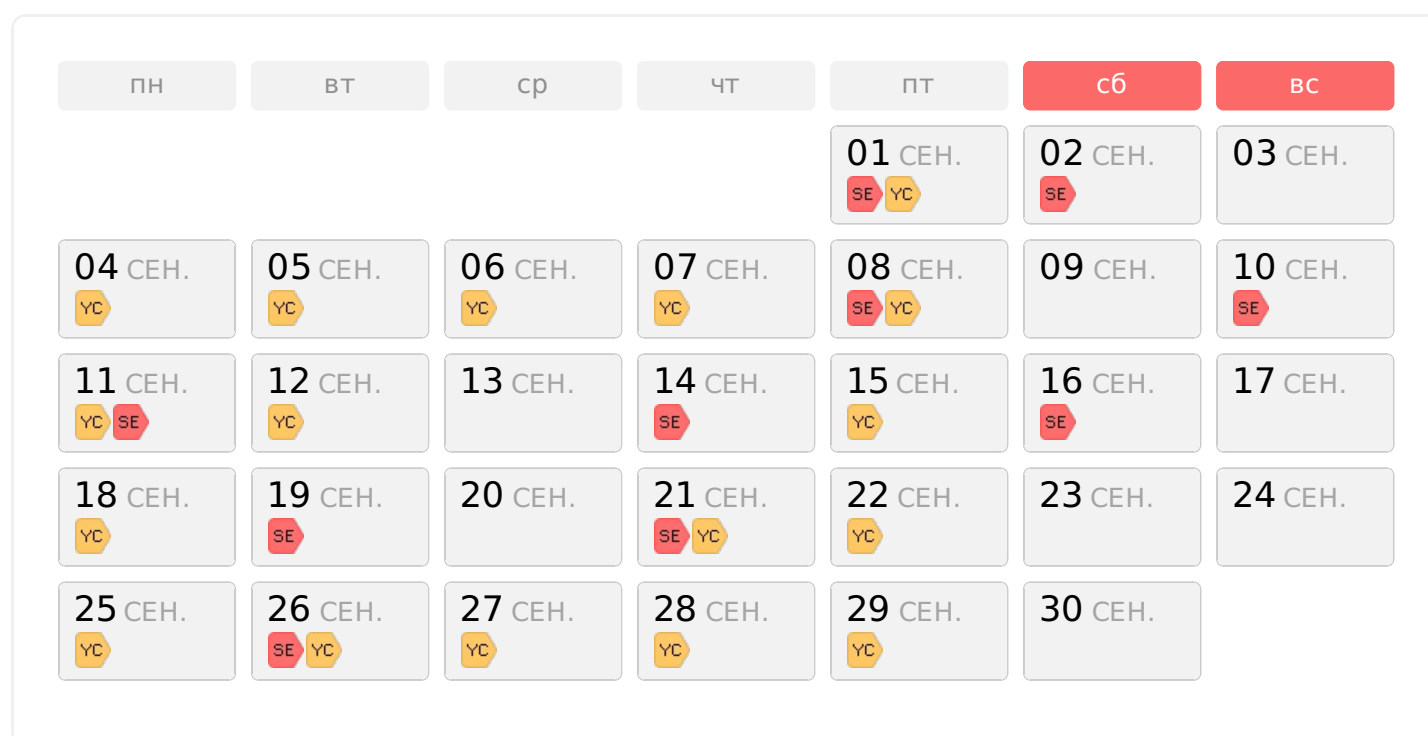 пн вт ср чт пт сб вс
01 СЕН. 02 СЕН. 03 СЕН.
SE YC SE
04 СЕН. 05 СЕН. 06 СЕН. 07 СЕН. 08 СЕН. 09 СЕН. 10 СЕН.
YC YC YC YC SE YC SE
11 СЕН. 12 СЕН. 13 СЕН. 14 СЕН. 15 СЕН. 16 СЕН. 17 СЕН.
YC SE YC SE YC SE
18 СЕН. 19 СЕН. 20 СЕН. 21 СЕН. 22 СЕН. 23 СЕН. 24 СЕН.
YC SE SE YC YC
25 СЕН. 26 СЕН. 27 СЕН. 28 СЕН. 29 СЕН. 30 СЕН.
YC SE YC YC YC YC